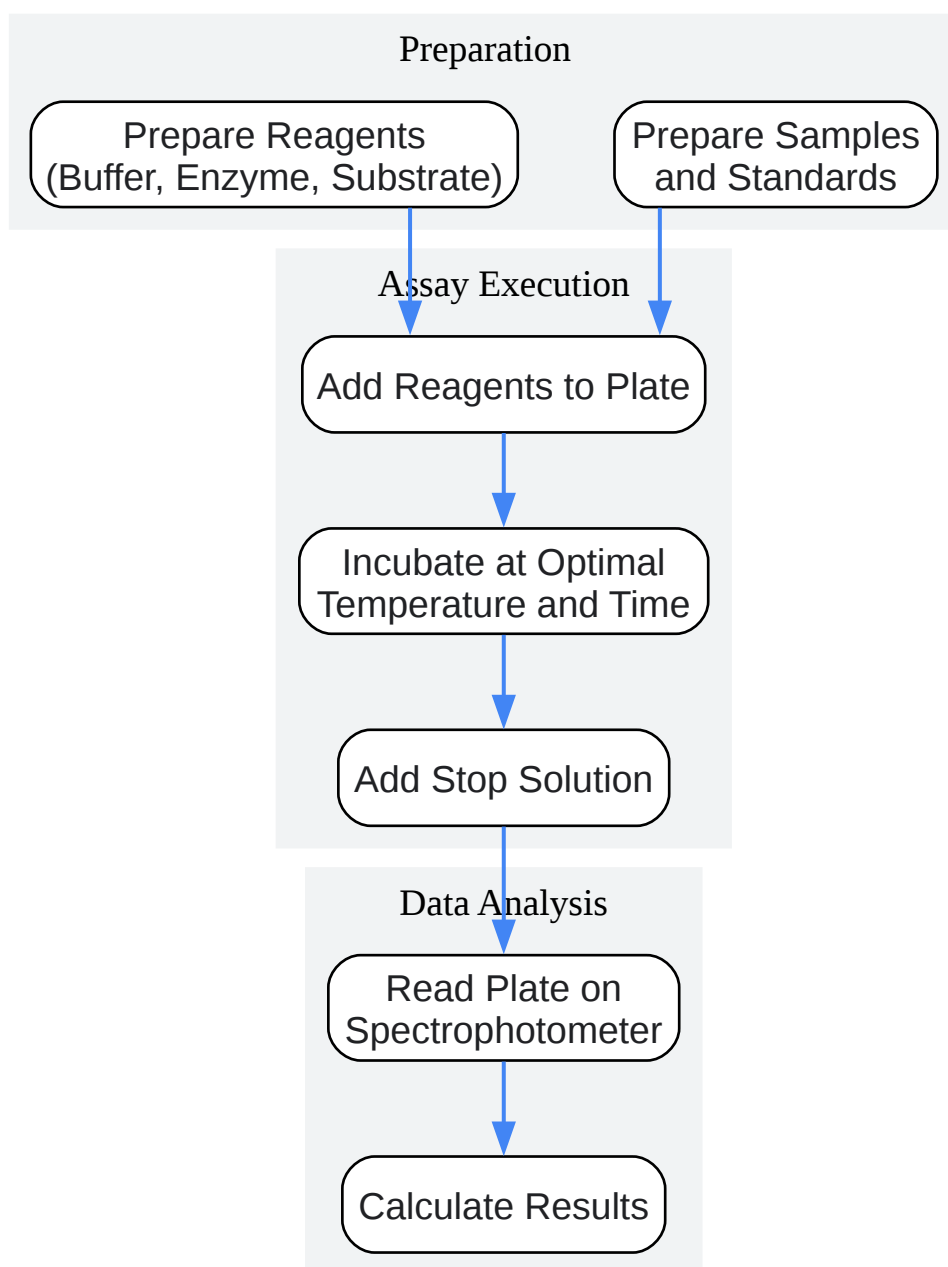 Preparation
Prepare Reagents
(Buffer, Enzyme, Substrate)
Prepare Samples
and Standards
Assay Execution
Add Reagents to Plate
Incubate at Optimal
Temperature and Time
Add Stop Solution
Data Analysis
Read Plate on
Spectrophotometer
Calculate Results